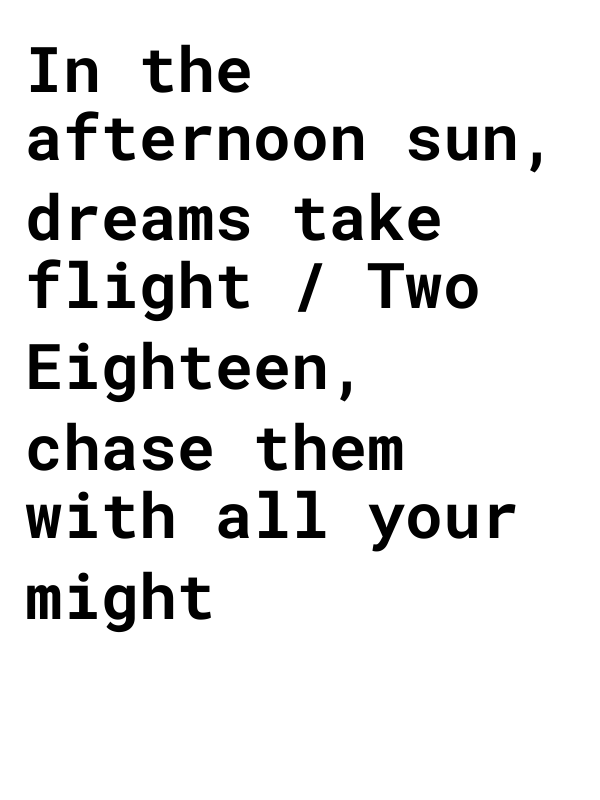 In the
afternoon sun,
dreams take
flight / Two
Eighteen,
chase them
with all your
might